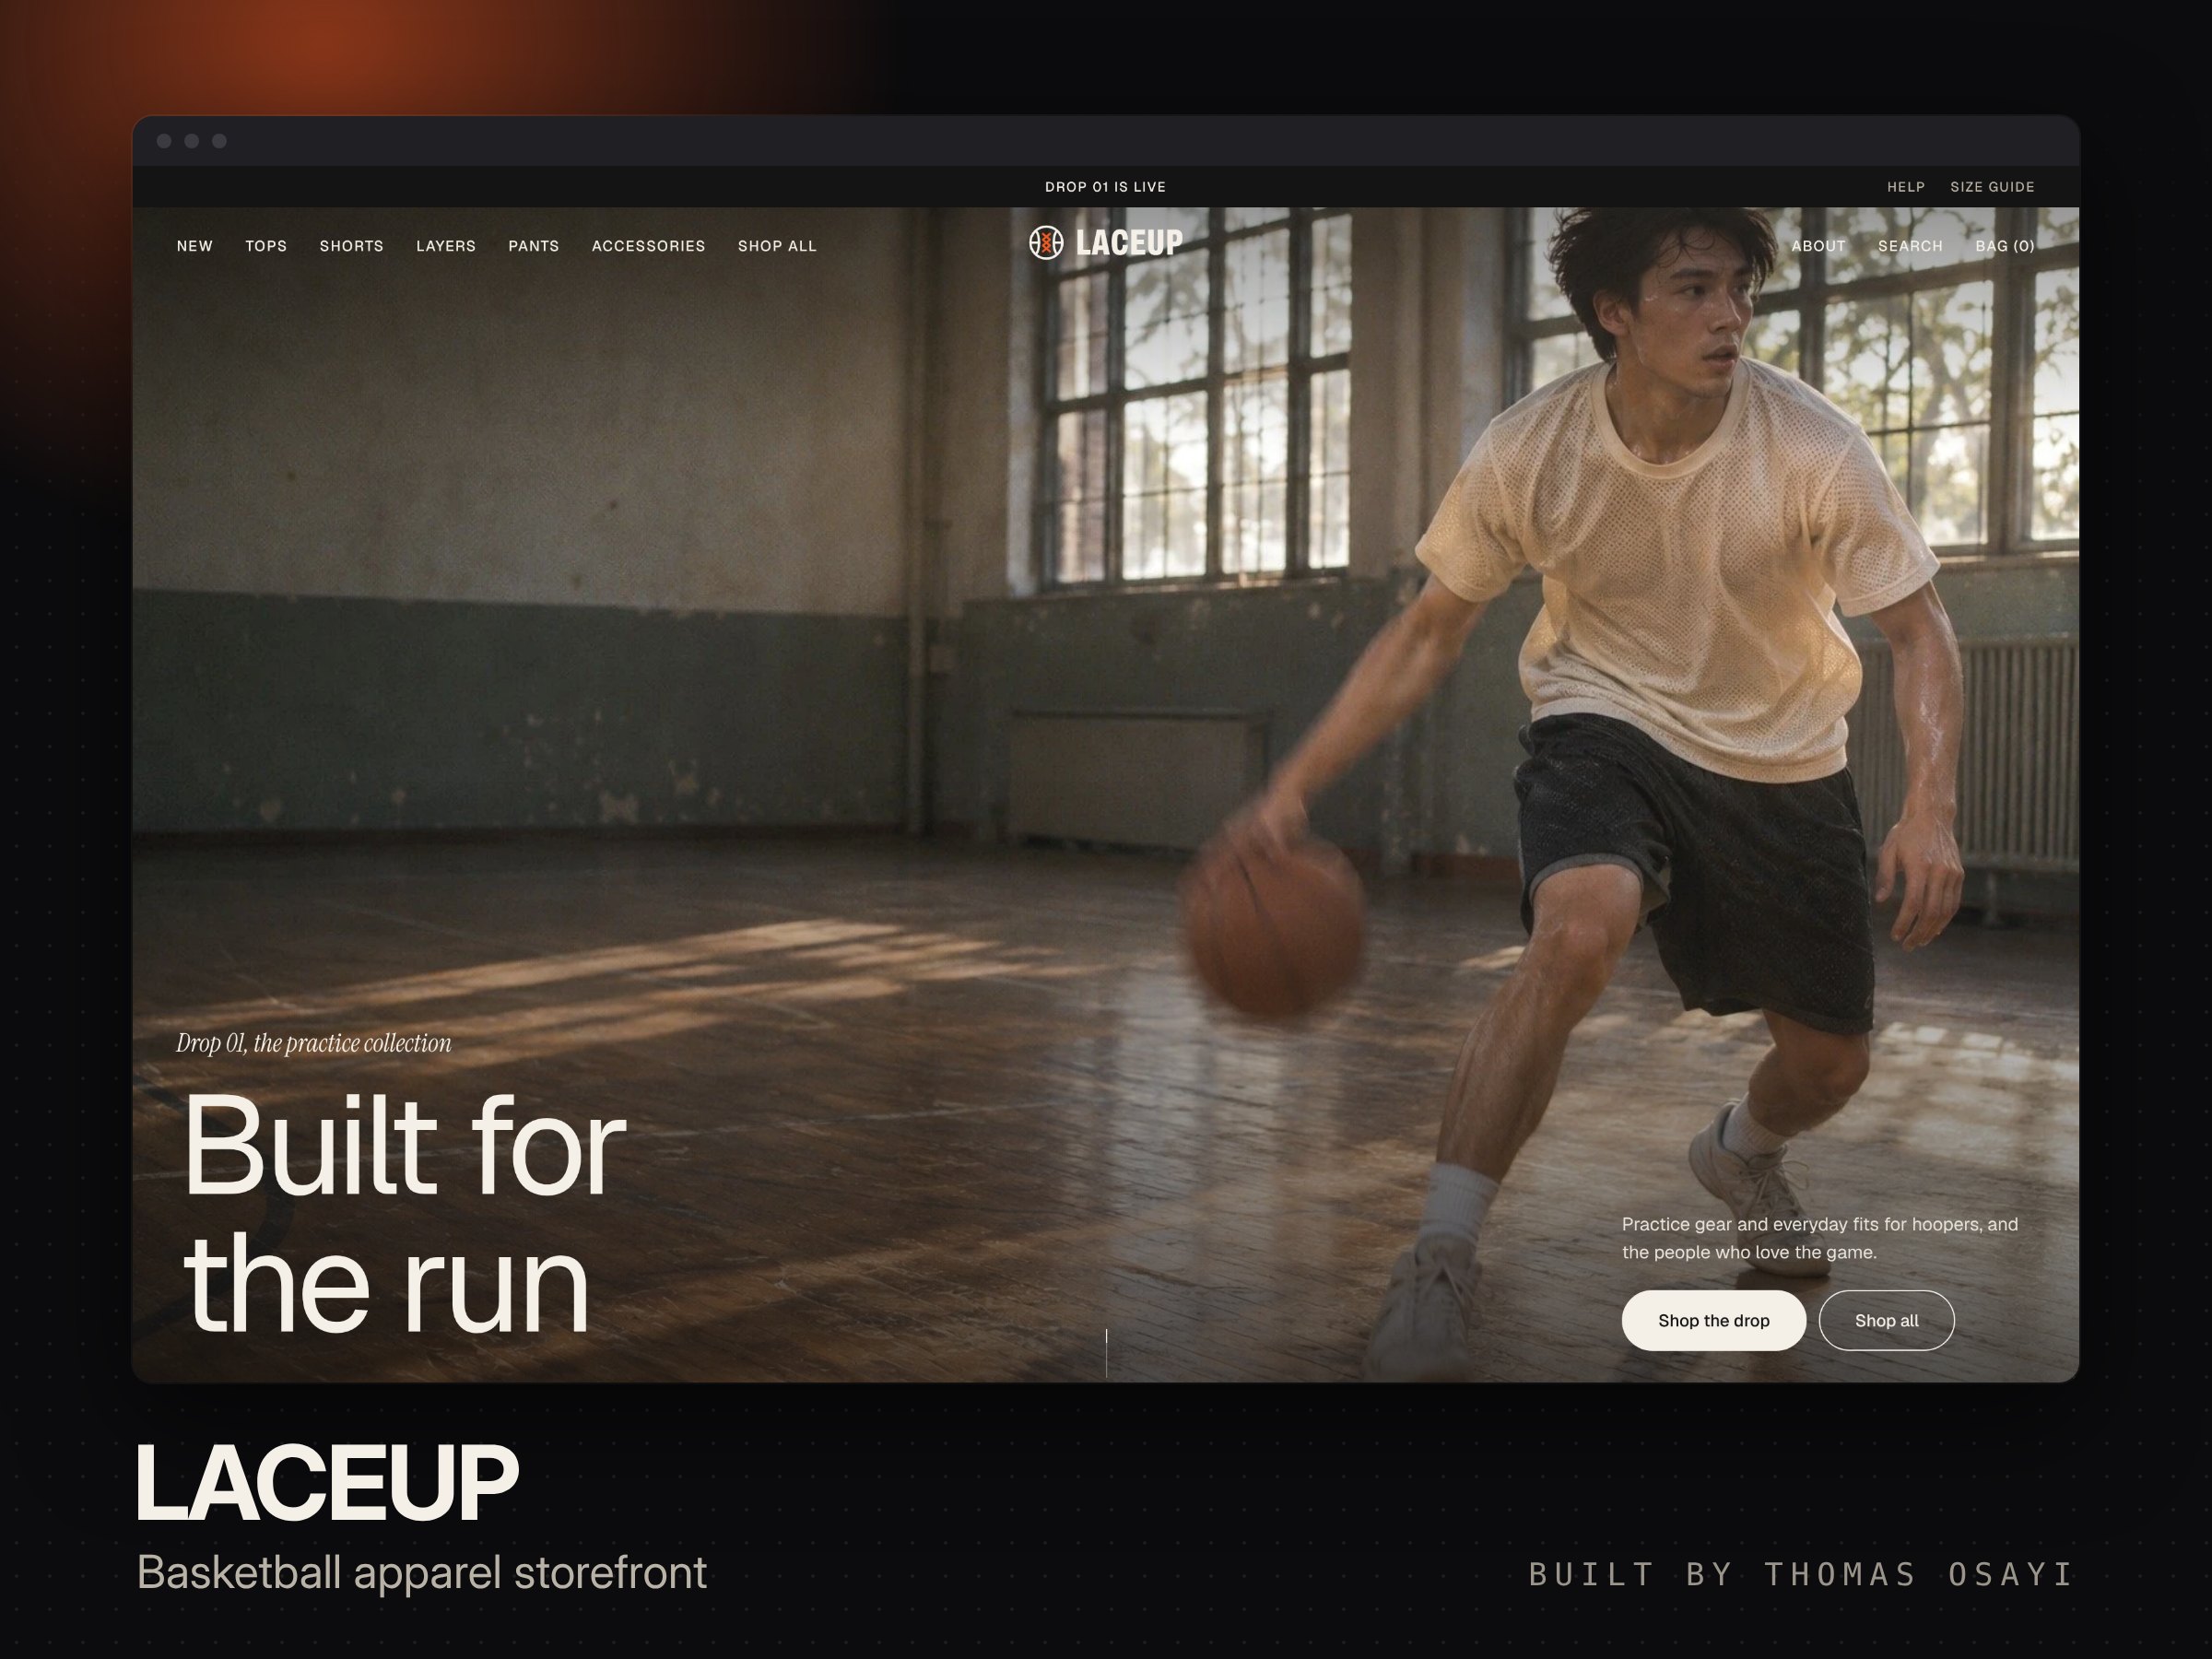 DROP 01 IS LIVE
HELP SIZE GUIDE
NEW TOPS SHORTS LAYERS PANTS ACCESSORIES SHOP ALL
LACEUP
ABOUT SEARCH BAG (0)
Drop 01, the practice collection
Built for
the run
Practice gear and everyday fits for hoopers, and
the people who love the game.
Shop the drop
Shop all
LACEUP
Basketball apparel storefront
BUILT BY THOMAS OSAYI